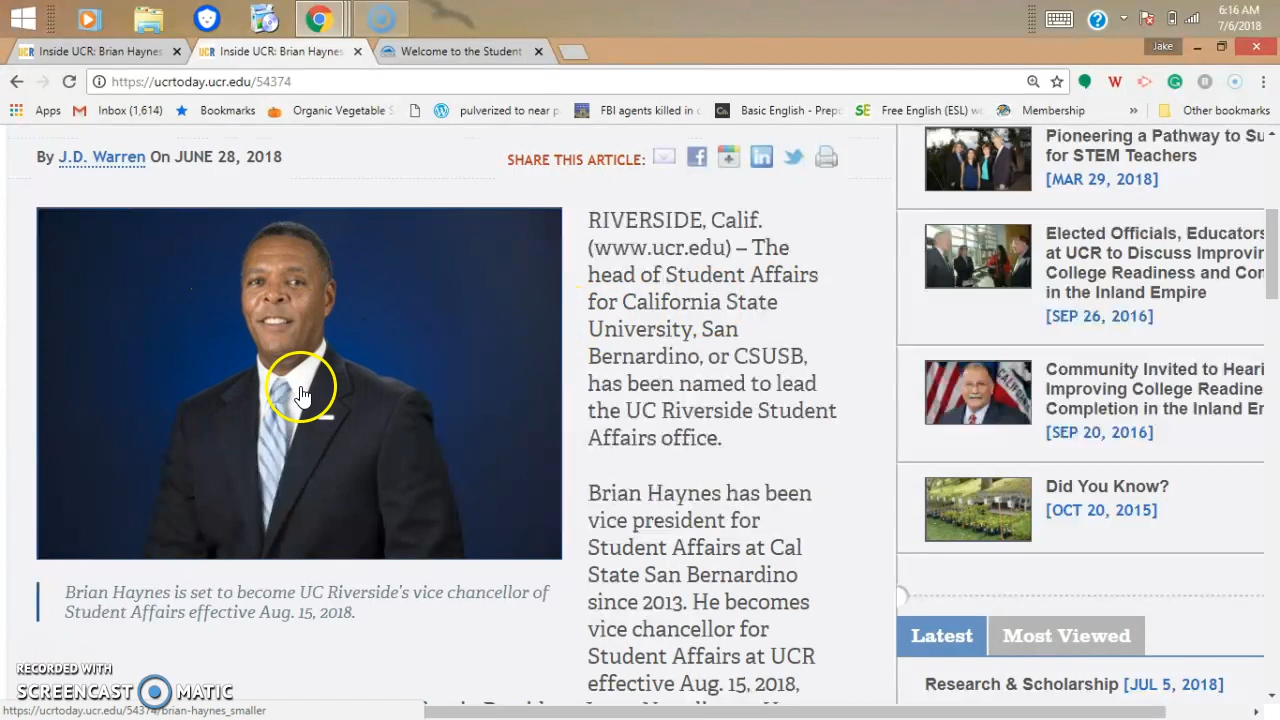 6:16 AM
7/6/2018
UCR Inside UCR: Brian Haynes
UCR Inside UCR: Brian Haynes
Welcome to the Student
Jake
https://ucrtoday.ucr.edu/54374
Apps
Inbox (1,614)
Bookmarks
Organic Vegetable S
pulverized to near p
FBI agents killed in c
Basic English - Prepo
Free English (ESL) w
Membership
»
Other bookmarks
By J.D. Warren On JUNE 28, 2018
SHARE THIS ARTICLE:
RIVERSIDE, Calif.
(www.ucr.edu) – The
head of Student Affairs
for California State
University, San
Bernardino, or CSUSB,
has been named to lead
the UC Riverside Student
Affairs office.
Brian Haynes has been
vice president for
Student Affairs at Cal
State San Bernardino
since 2013. He becomes
vice chancellor for
Student Affairs at UCR
effective Aug. 15, 2018,
Brian Haynes is set to become UC Riverside's vice chancellor of
Student Affairs effective Aug. 15, 2018.
Pioneering a Pathway to Su
for STEM Teachers
[MAR 29, 2018]
Elected Officials, Educators
at UCR to Discuss Improvin
College Readiness and Com
in the Inland Empire
[SEP 26, 2016]
Community Invited to Heari
Improving College Readine
Completion in the Inland Em
[SEP 20, 2016]
Did You Know?
[OCT 20, 2015]
Latest
Most Viewed
Research & Scholarship [JUL 5, 2018]
RECORDED WITH
SCREENCAST MATIC
https://ucrtoday.ucr.edu/54374/brian-haynes_smaller